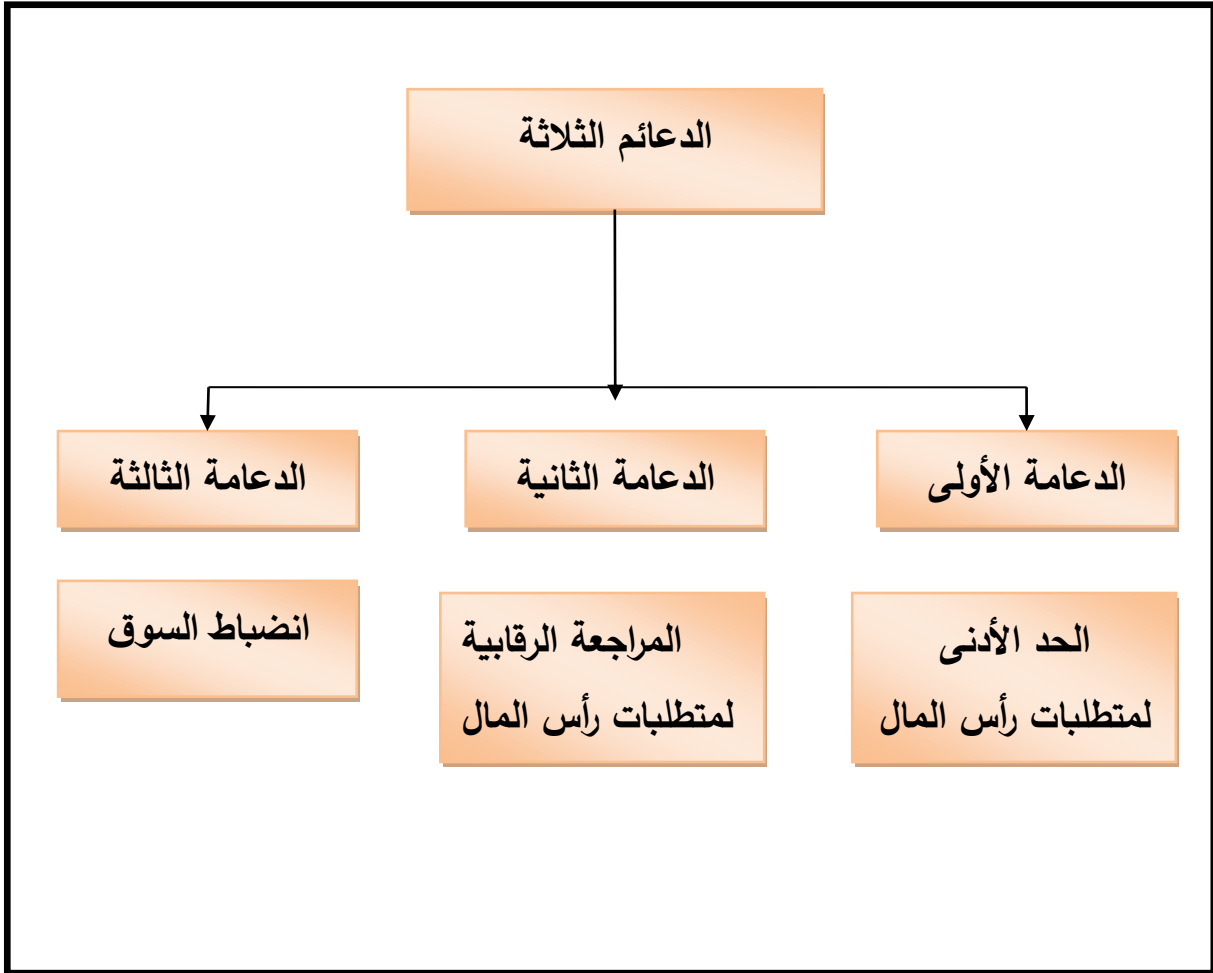 الدعائم الثلاثة
الدعامة الأولى
الدعامة الثانية
الدعامة الثالثة
الحد الأدنى
لمتطلبات رأس المال
المراجعة الرقابية
لمتطلبات رأس المال
انضباط السوق